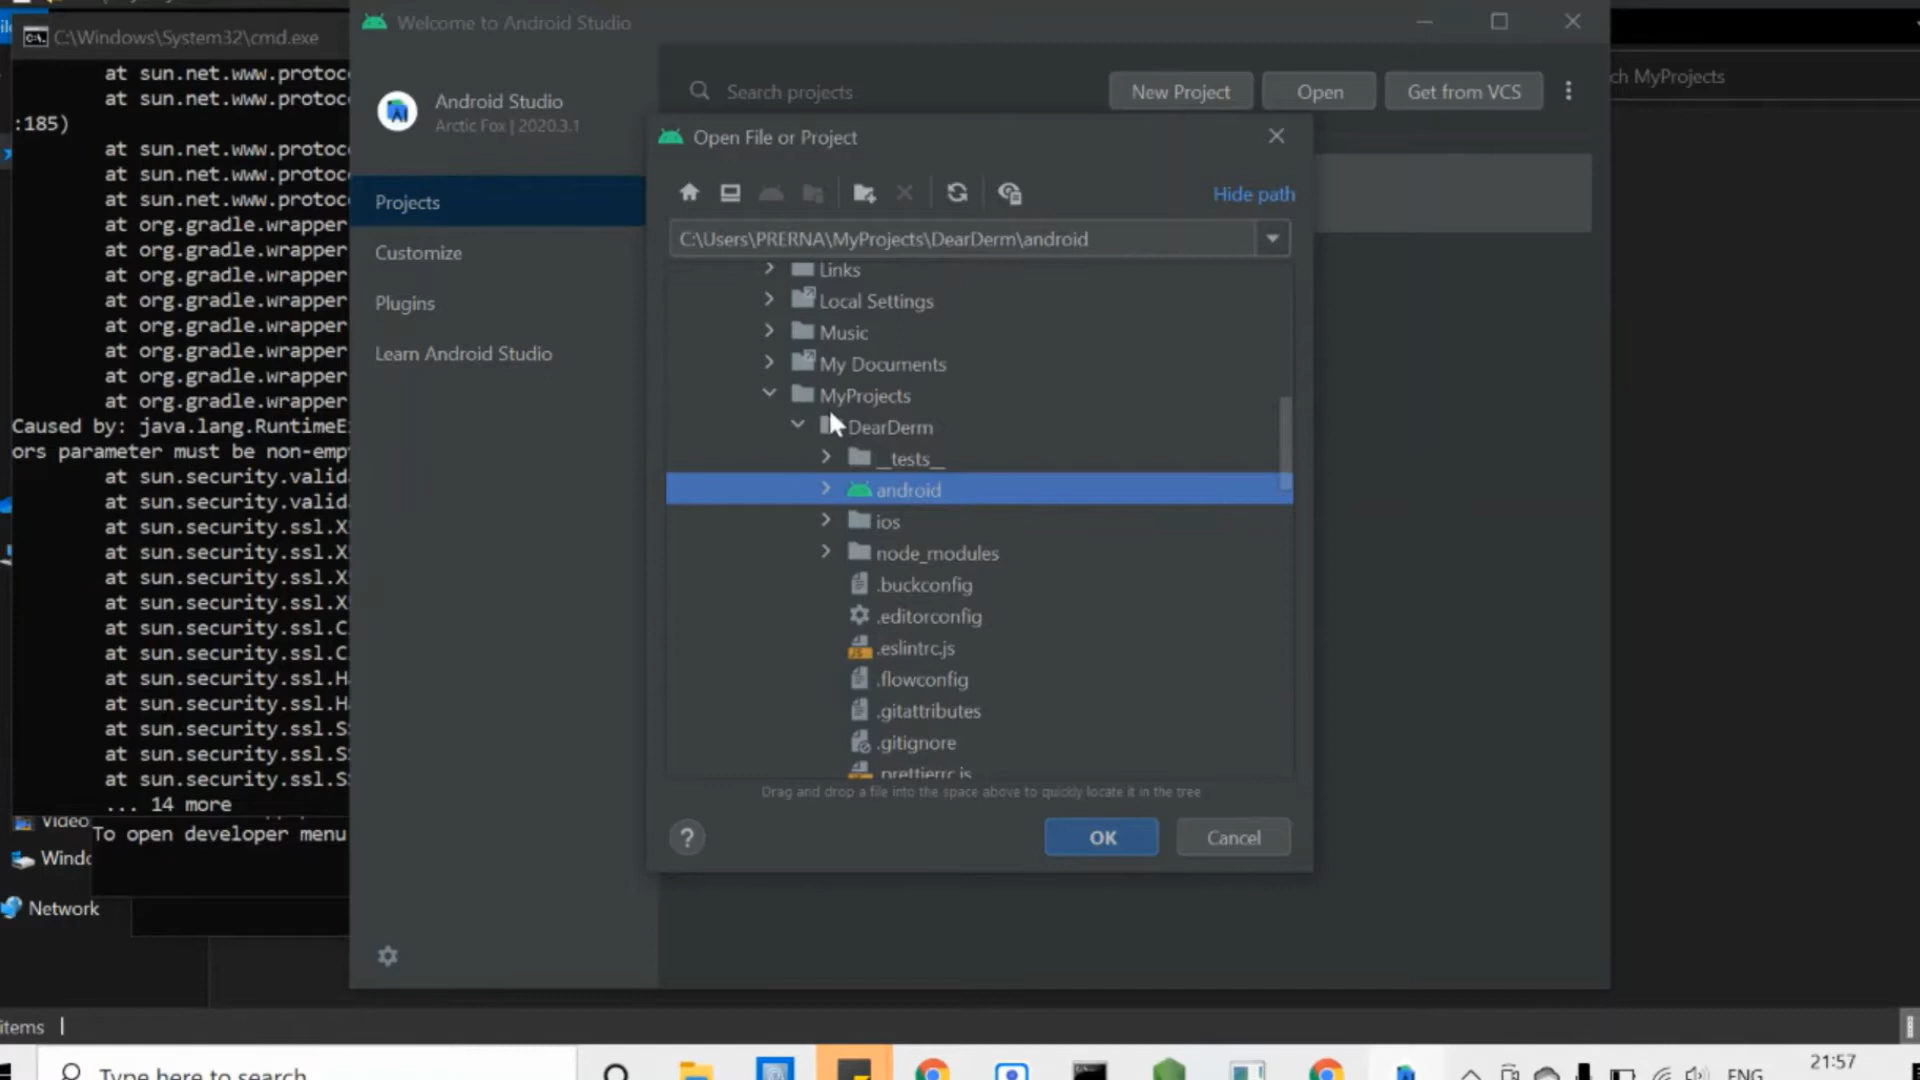 C:\Windows\System32\cmd.exe
at sun.net.www.protoco
at sun.net.www.protoco
:185)
at sun.net.www.protoco
at sun.net.www.protoco
at sun.net.www.protoco
at org.gradle.wrapper
at org.gradle.wrapper
at org.gradle.wrapper
at org.gradle.wrapper
at org.gradle.wrapper
at org.gradle.wrapper
at org.gradle.wrapper
at org.gradle.wrapper
Caused by: java.lang.RuntimeE
ors parameter must be non-emp
at sun.security.valid
at sun.security.valid
at sun.security.ssl.X
at sun.security.ssl.X
at sun.security.ssl.X
at sun.security.ssl.X
at sun.security.ssl.C
at sun.security.ssl.C
at sun.security.ssl.H
at sun.security.ssl.H
at sun.security.ssl.S
at sun.security.ssl.S
at sun.security.ssl.S
... 14 more
Video
To open developer menu
Windo
Network
items
Welcome to Android Studio
Android Studio
Arctic Fox | 2020.3.1
Projects
Customize
Plugins
Learn Android Studio
Search projects
New Project
Open
Get from VCS
ch MyProjects
Open File or Project
Hide path
C:\Users\PRERNA\MyProjects\DearDerm\android
Links
Local Settings
Music
My Documents
MyProjects
DearDerm
__tests__
android
ios
node_modules
.buckconfig
.editorconfig
.eslintrc.js
.flowconfig
.gitattributes
.gitignore
.prettierrc.js
Drag and drop a file into the space above to quickly locate it in the tree
?
OK
Cancel
Type here to search
ENG
21:57